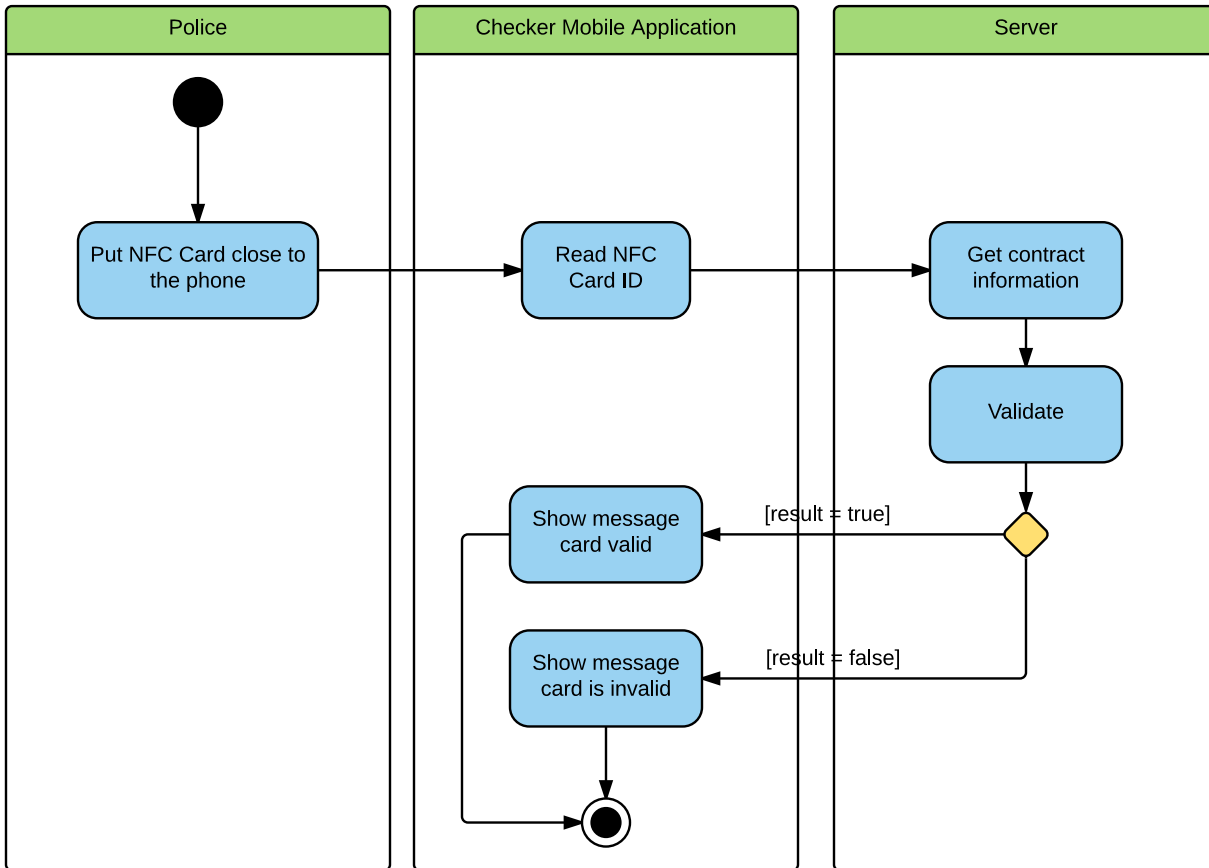 Police
Checker Mobile Application
Server
Put NFC Card close to
the phone
Read NFC
Card ID
Get contract
information
Validate
Show message
card valid
[result = true]
Show message
card is invalid
[result = false]